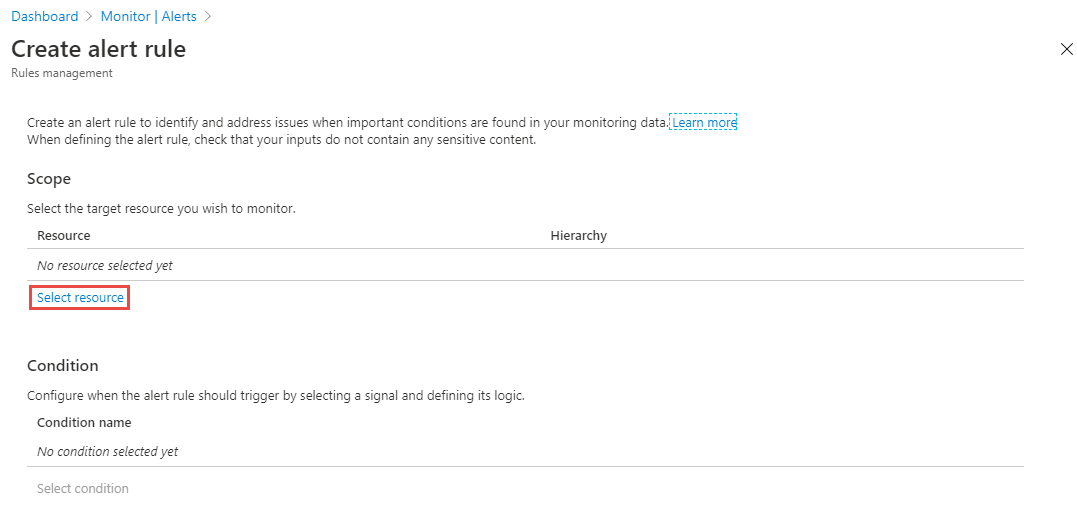 Dashboard > Monitor | Alerts >
Create alert rule
Rules management
Create an alert rule to identify and address issues when important conditions are found in your monitoring data. Learn more
When defining the alert rule, check that your inputs do not contain any sensitive content.
Scope
Select the target resource you wish to monitor.
Resource Hierarchy
No resource selected yet
Select resource
Condition
Configure when the alert rule should trigger by selecting a signal and defining its logic.
Condition name
No condition selected yet
Select condition